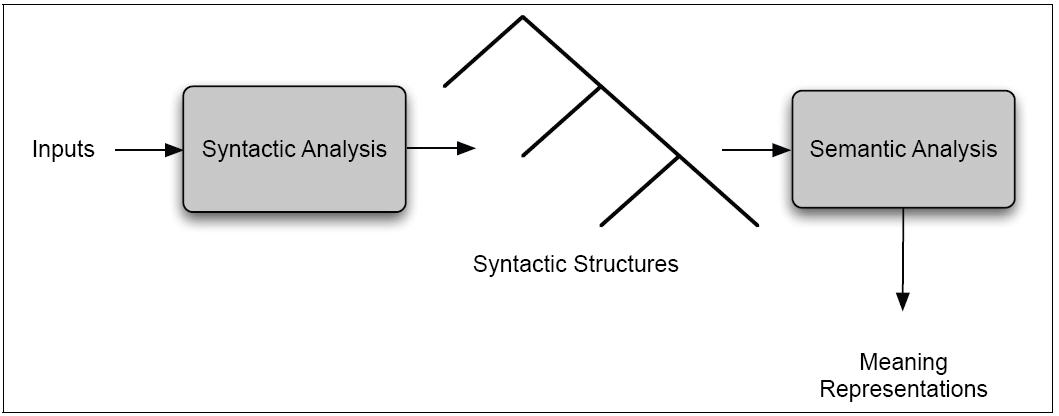 Inputs
Syntactic Analysis
Semantic Analysis
Syntactic Structures
Meaning
Representations